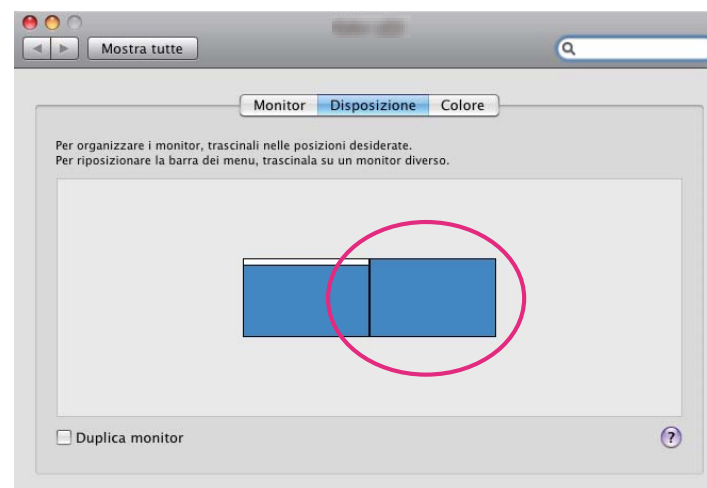 Mostra tutte
Monitor Disposizione Colore
Per organizzare i monitor, trascinali nelle posizioni desiderate.
Per riposizionare la barra dei menu, trascinala su un monitor diverso.
Duplica monitor
?